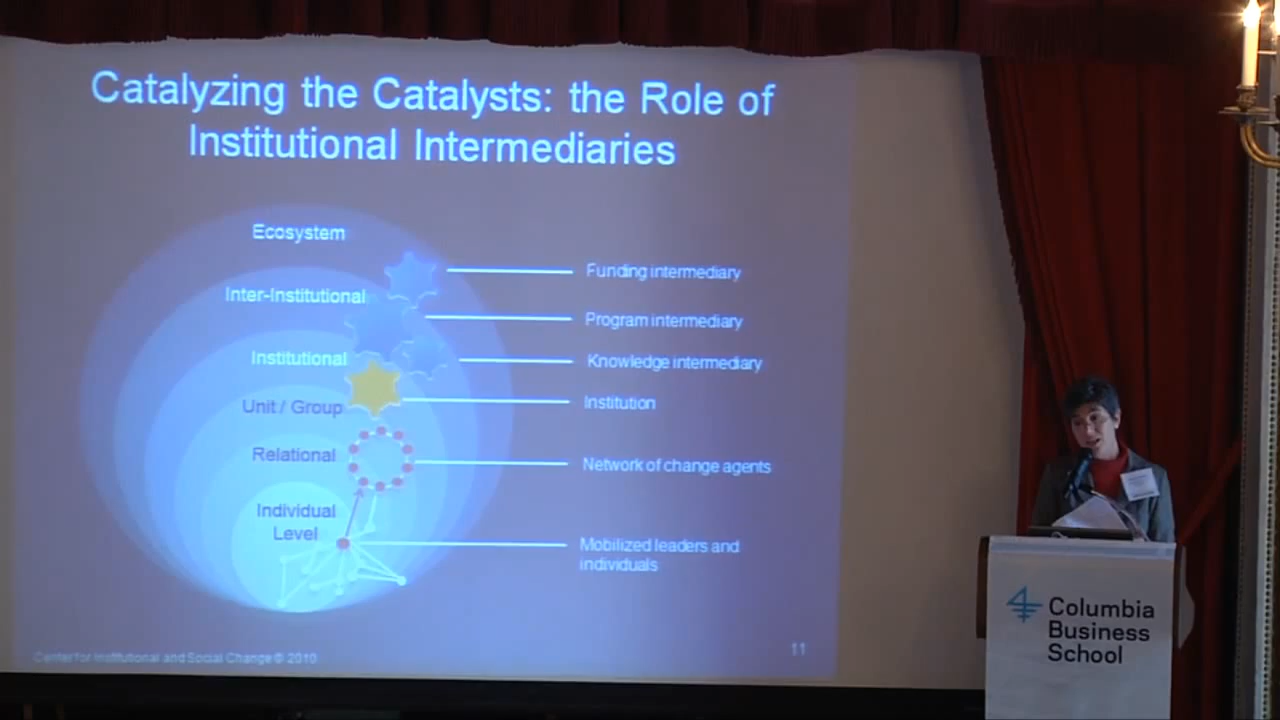 Catalyzing the Catalysts: the Role of
Institutional Intermediaries
Ecosystem
Funding intermediary
Inter-Institutional
Program intermediary
Institutional
Knowledge intermediary
Unit / Group
Institution
Relational
Network of change agents
Individual
Level
Mobilized leaders and
individuals
Center for Institutional and Social Change © 2010
11
Columbia
Business
School